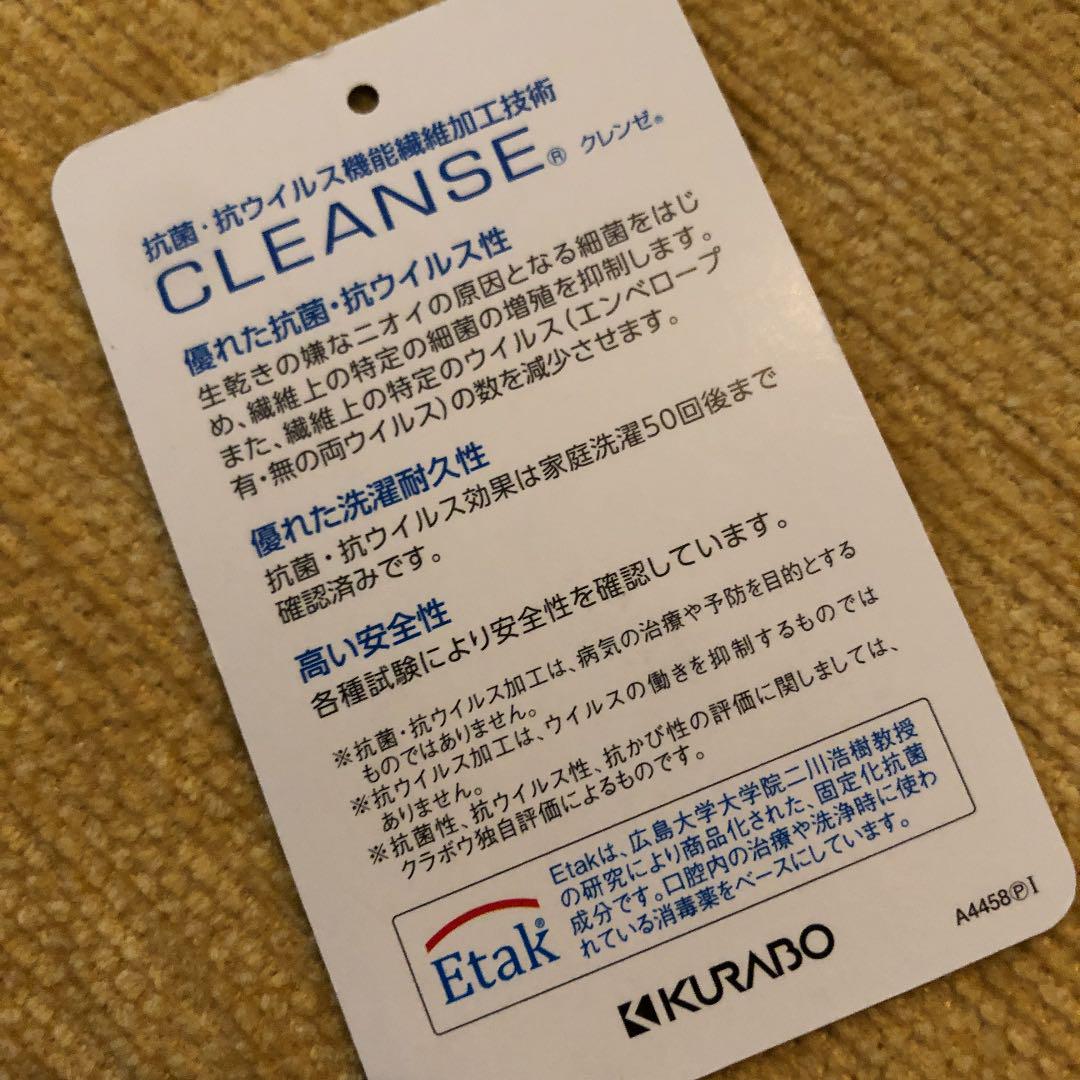 抗菌・抗ウイルス機能繊維加工技術
CLEANSE® クレンゼ®
優れた抗菌・抗ウイルス性
生乾きの嫌なニオイの原因となる細菌をはじ
め、繊維上の特定の細菌の増殖を抑制します。
また、繊維上の特定のウイルス(エンベロープ
有・無の両ウイルス)の数を減少させます。
優れた洗濯耐久性
抗菌・抗ウイルス効果は家庭洗濯50回後まで
確認済みです。
高い安全性
各種試験により安全性を確認しています。
※抗菌・抗ウイルス加工は、病気の治療や予防を目的とする
ものではありません。
※抗ウイルス加工は、ウイルスの働きを抑制するものでは
ありません。
※抗菌性、抗ウイルス性、抗かび性の評価に関しましては、
クラボウ独自評価によるものです。
Etak®
Etakは、広島大学大学院二川浩樹教授
の研究により商品化された、固定化抗菌
成分です。口腔内の治療や洗浄時に使わ
れている消毒薬をベースにしています。
KURABO
A4458ⓅI